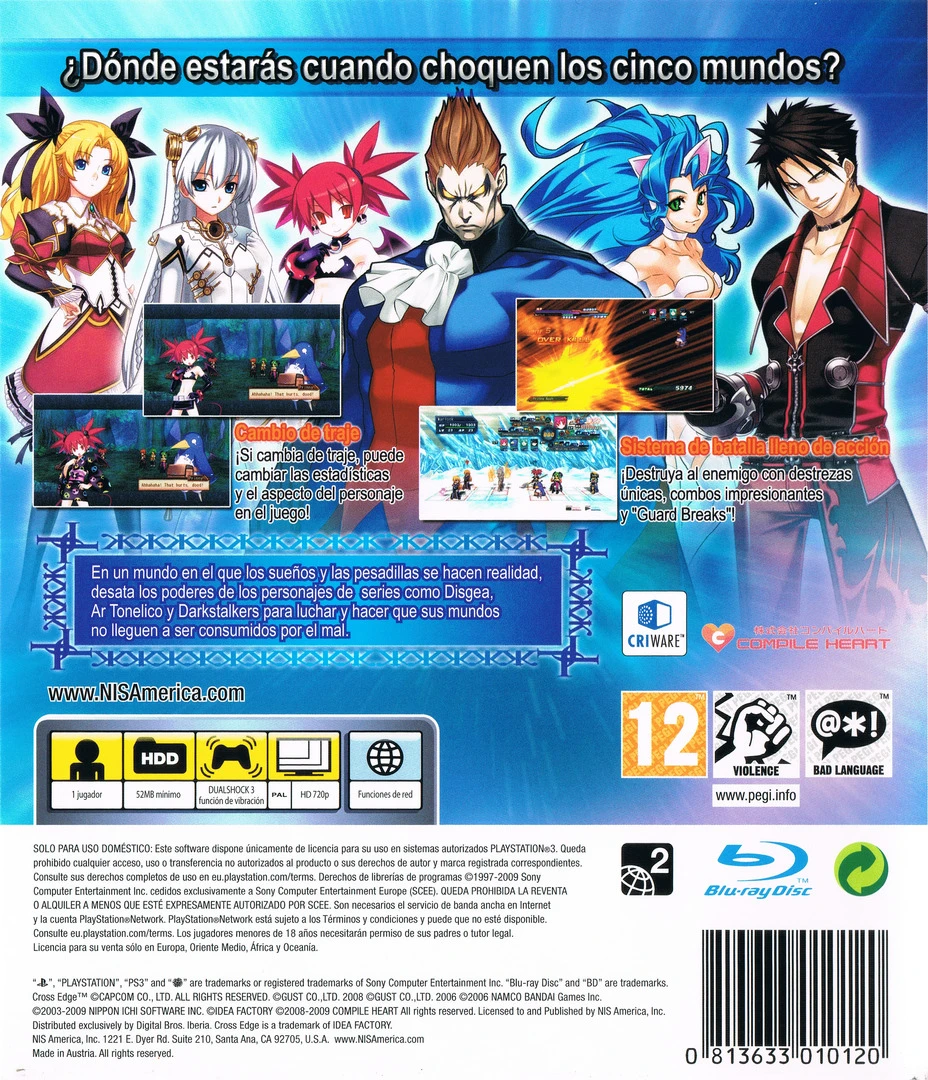 ¿Dónde estarás cuando choquen los cinco mundos?
OVER KILL
TOTAL 5974
Ahhahaha! That hurts, dood!
Ahhahaha! That hurts, dood!
Cambio de traje
¡Si cambia de traje, puede
cambiar las estadísticas
y el aspecto del personaje
en el juego!
Sistema de batalla lleno de acción
¡Destruya al enemigo con destrezas
únicas, combos impresionantes
y "Guard Breaks"!
En un mundo en el que los sueños y las pesadillas se hacen realidad,
desata los poderes de los personajes de series como Disgea,
Ar Tonelico y Darkstalkers para luchar y hacer que sus mundos
no lleguen a ser consumidos por el mal.
CRIWARE™
株式会社コンパイルハート
COMPILE HEART
www.NISAmerica.com
12
VIOLENCE
™
@*!
BAD LANGUAGE
™
www.pegi.info
HDD
1 jugador
52MB mínimo
DUALSHOCK 3
función de vibración
PAL
HD 720p
Funciones de red
SOLO PARA USO DOMÉSTICO: Este software dispone únicamente de licencia para su uso en sistemas autorizados PLAYSTATION®3. Queda
prohibido cualquier acceso, uso o transferencia no autorizados al producto o sus derechos de autor y marca registrada correspondientes.
Consulte sus derechos completos de uso en eu.playstation.com/terms. Derechos de librerías de programas ©1997-2009 Sony
Computer Entertainment Inc. cedidos exclusivamente a Sony Computer Entertainment Europe (SCEE). QUEDA PROHIBIDA LA REVENTA
O ALQUILER A MENOS QUE ESTÉ EXPRESAMENTE AUTORIZADO POR SCEE. Son necesarios el servicio de banda ancha en Internet
y la cuenta PlayStation®Network. PlayStation®Network está sujeto a los Términos y condiciones y puede que no esté disponible.
Consulte eu.playstation.com/terms. Los jugadores menores de 18 años necesitarán permiso de sus padres o tutor legal.
Licencia para su venta sólo en Europa, Oriente Medio, África y Oceanía.
2
Blu-ray Disc
™
"", "PLAYSTATION", "PS3" and "" are trademarks or registered trademarks of Sony Computer Entertainment Inc. "Blu-ray Disc" and "BD" are trademarks.
Cross Edge™ ©CAPCOM CO., LTD. ALL RIGHTS RESERVED. ©GUST CO.,LTD. 2008 ©GUST CO.,LTD. 2006 ©2006 NAMCO BANDAI Games Inc.
©2003-2009 NIPPON ICHI SOFTWARE INC. ©IDEA FACTORY ©2008-2009 COMPILE HEART All rights reserved. Licensed to and Published by NIS America, Inc.
Distributed exclusively by Digital Bros. Iberia. Cross Edge is a trademark of IDEA FACTORY.
NIS America, Inc. 1221 E. Dyer Rd. Suite 210, Santa Ana, CA 92705, U.S.A. www.NISAmerica.com
Made in Austria. All rights reserved.
0 813633 010120